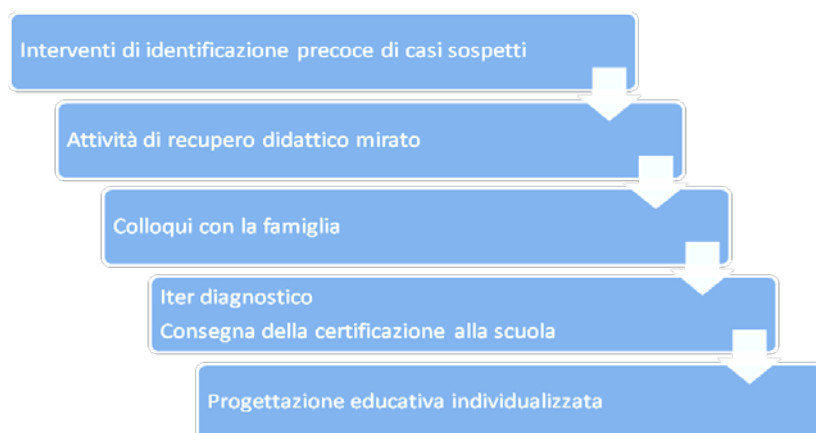 Interventi di identificazione precoce di casi sospetti
Attività di recupero didattico mirato
Colloqui con la famiglia
Iter diagnostico
Consegna della certificazione alla scuola
Progettazione educativa individualizzata